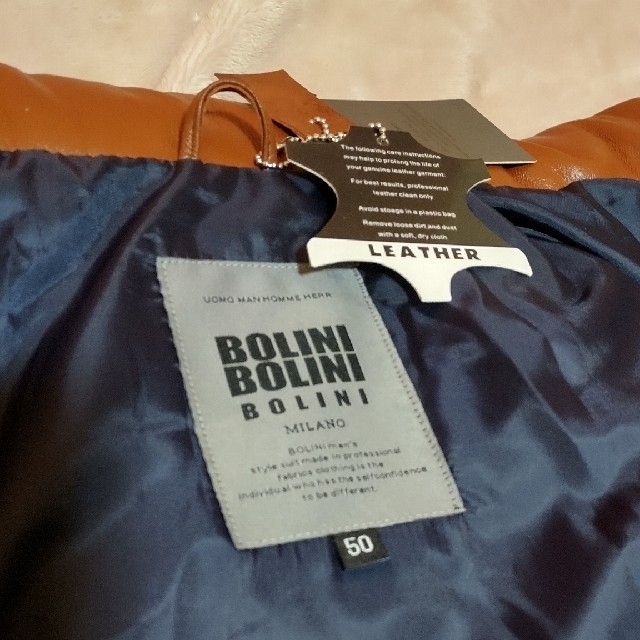 The following care instructions
may help to prolong the life of
your genuine leather garment:
For best results, professional
leather clean only
Avoid storage in a plastic bag
Remove loose dirt and dust
with a soft, dry cloth
LEATHER
UOMO MAN HOMME HERR
BOLINI
BOLINI
BOLINI
MILANO
BOLINI men's
style suit made in professional
fabrics clothing is the
individual who has the selfconfidence
to be different.
50